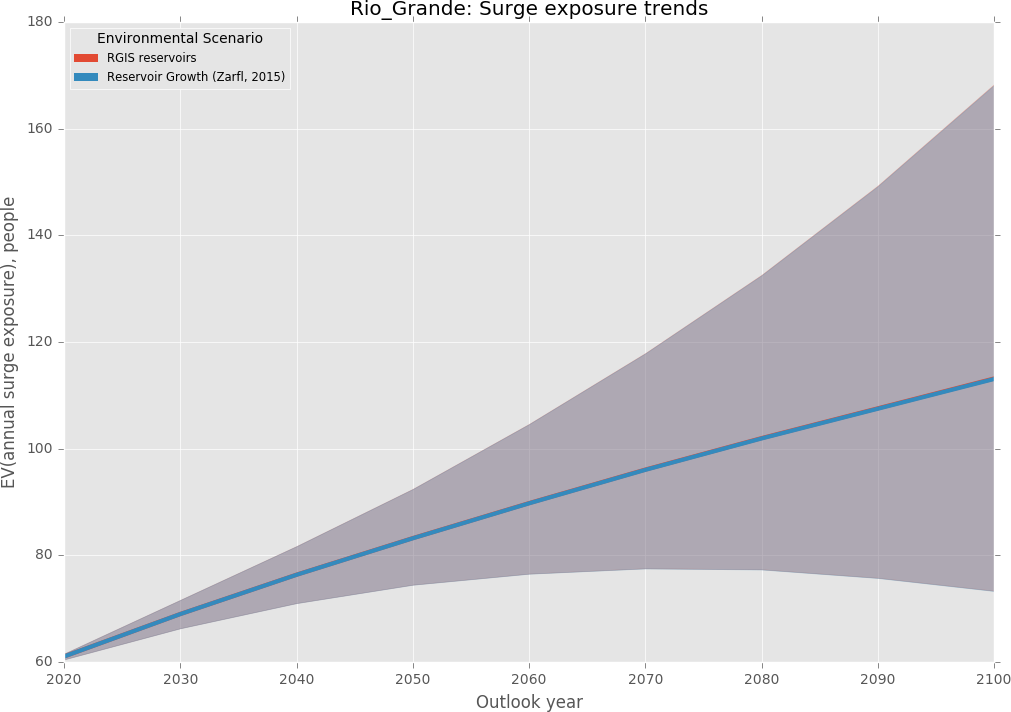 Rio_Grande: Surge exposure trends
Environmental Scenario
RGIS reservoirs
Reservoir Growth (Zarfl, 2015)
EV(annual surge exposure), people
180
160
140
120
100
80
60
2020 2030 2040 2050 2060 2070 2080 2090 2100
Outlook year